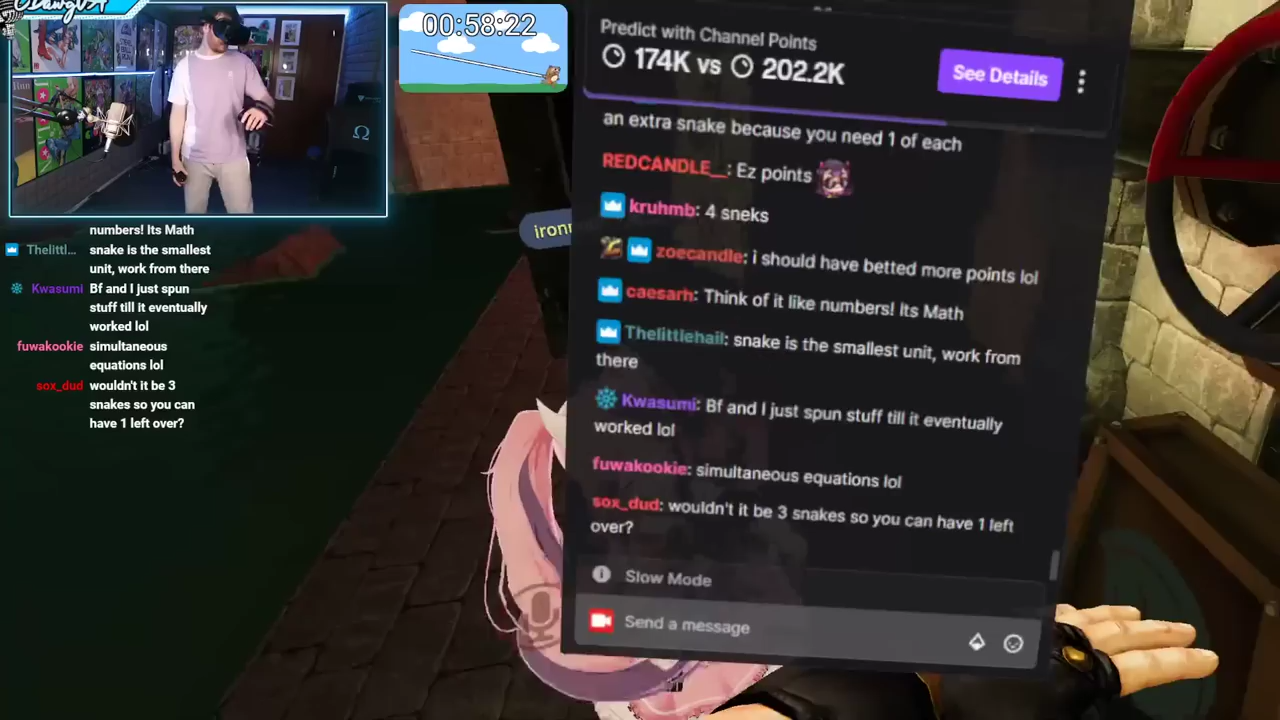 CDawgVA
00:58:22
numbers! Its Math
Thelittl... snake is the smallest
unit, work from there
Kwasumi Bf and I just spun
stuff till it eventually
worked lol
fuwakookie simultaneous
equations lol
sox_dud wouldn't it be 3
snakes so you can
have 1 left over?
Predict with Channel Points
174K vs 202.2K
See Details
an extra snake because you need 1 of each
REDCANDLE__: Ez points
kruhmb: 4 sneks
zoecandle: i should have betted more points lol
caesarh: Think of it like numbers! Its Math
Thelittlehail: snake is the smallest unit, work from
there
Kwasumi: Bf and I just spun stuff till it eventually
worked lol
fuwakookie: simultaneous equations lol
sox_dud: wouldn't it be 3 snakes so you can have 1 left
over?
Slow Mode
Send a message